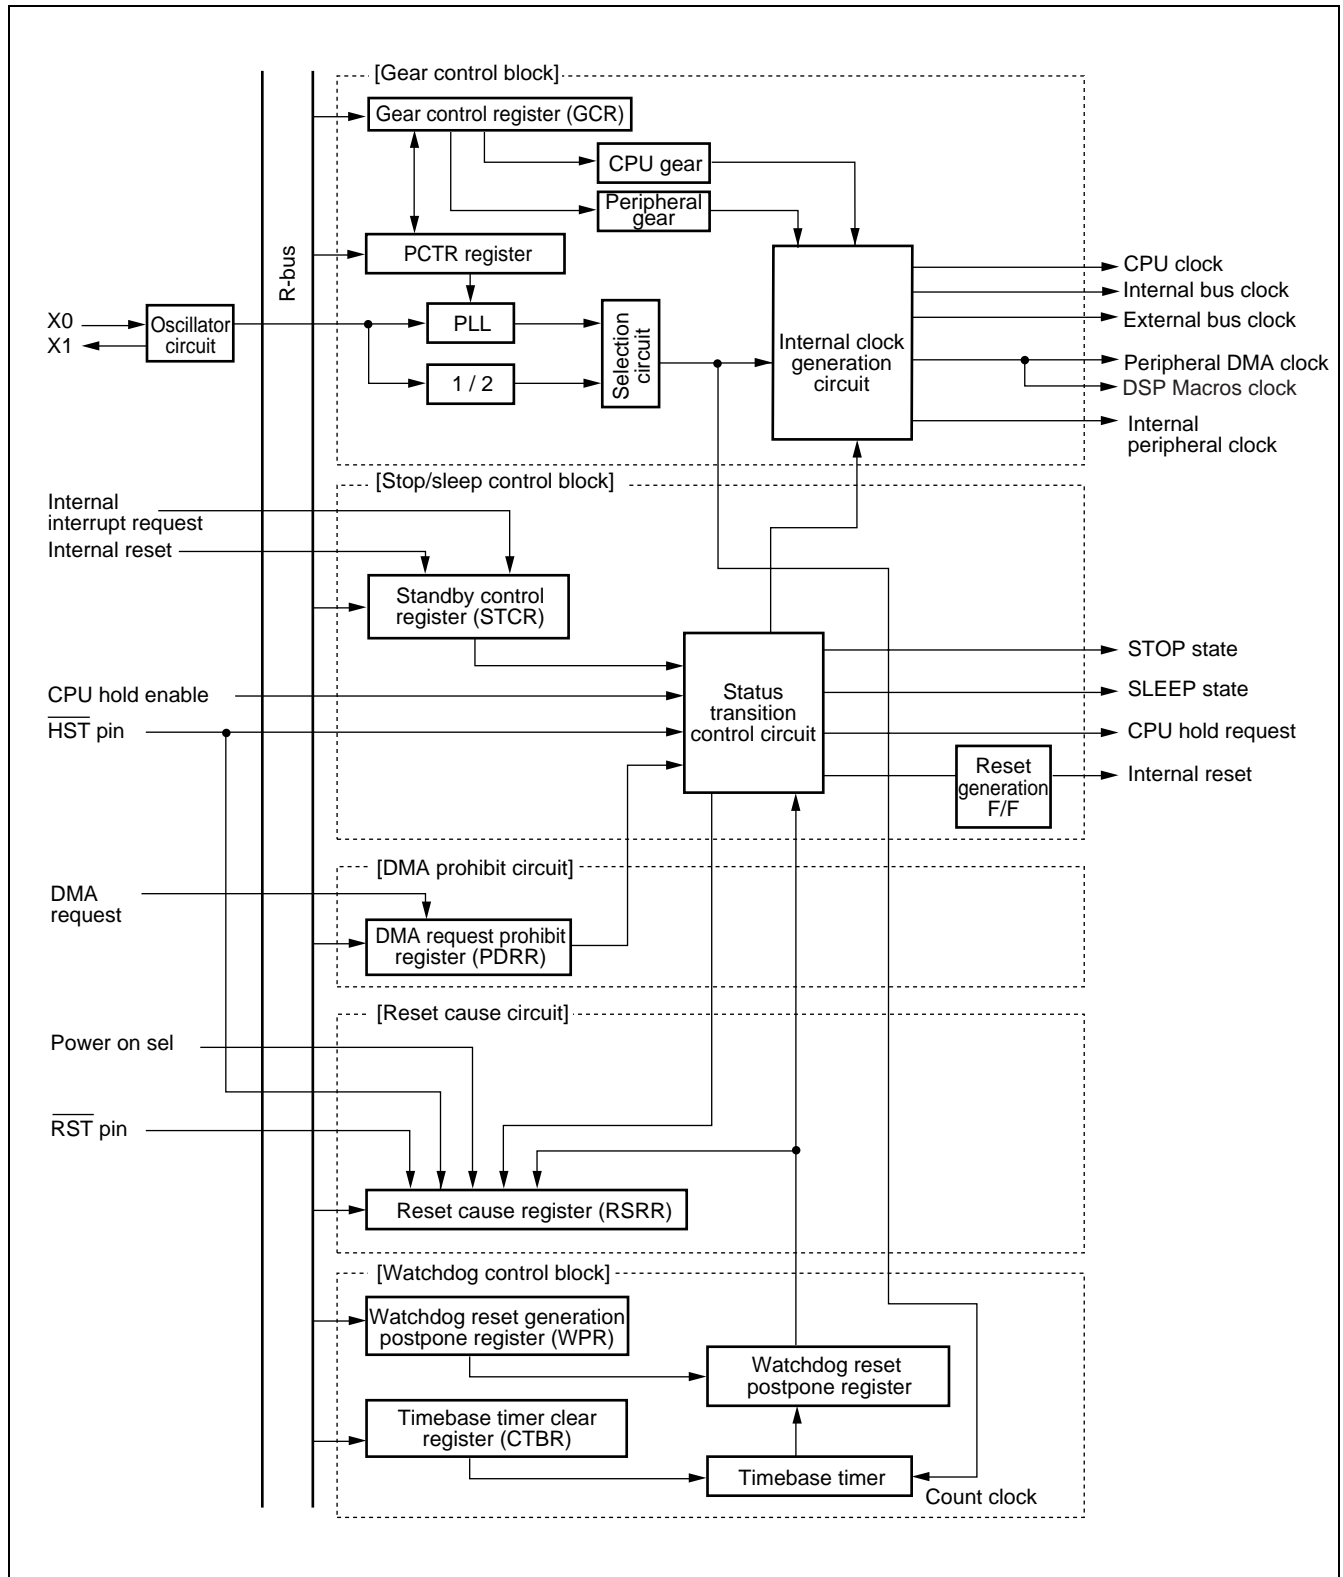 [Gear control block]
Gear control register (GCR)
CPU gear
Peripheral
gear
R-bus
PCTR register
X0
X1
Oscillator
circuit
PLL
1 / 2
Selection
circuit
Internal clock
generation
circuit
CPU clock
Internal bus clock
External bus clock
Peripheral DMA clock
DSP Macros clock
Internal
peripheral clock
[Stop/sleep control block]
Internal
interrupt request
Internal reset
Standby control
register (STCR)
CPU hold enable
HST pin
Status
transition
control circuit
STOP state
SLEEP state
CPU hold request
Reset
generation
F/F
Internal reset
[DMA prohibit circuit]
DMA
request
DMA request prohibit
register (PDRR)
[Reset cause circuit]
Power on sel
RST pin
Reset cause register (RSRR)
[Watchdog control block]
Watchdog reset generation
postpone register (WPR)
Watchdog reset
postpone register
Timebase timer clear
register (CTBR)
Timebase timer
Count clock